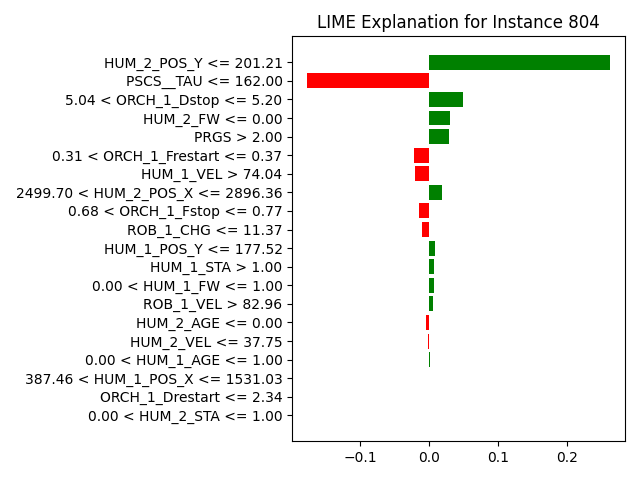 LIME Explanation for Instance 804
HUM_2_POS_Y <= 201.21
PSCS__TAU <= 162.00
5.04 < ORCH_1_Dstop <= 5.20
HUM_2_FW <= 0.00
PRGS > 2.00
0.31 < ORCH_1_Frestart <= 0.37
HUM_1_VEL > 74.04
2499.70 < HUM_2_POS_X <= 2896.36
0.68 < ORCH_1_Fstop <= 0.77
ROB_1_CHG <= 11.37
HUM_1_POS_Y <= 177.52
HUM_1_STA > 1.00
0.00 < HUM_1_FW <= 1.00
ROB_1_VEL > 82.96
HUM_2_AGE <= 0.00
HUM_2_VEL <= 37.75
0.00 < HUM_1_AGE <= 1.00
387.46 < HUM_1_POS_X <= 1531.03
ORCH_1_Drestart <= 2.34
0.00 < HUM_2_STA <= 1.00
−0.1 0.0 0.1 0.2